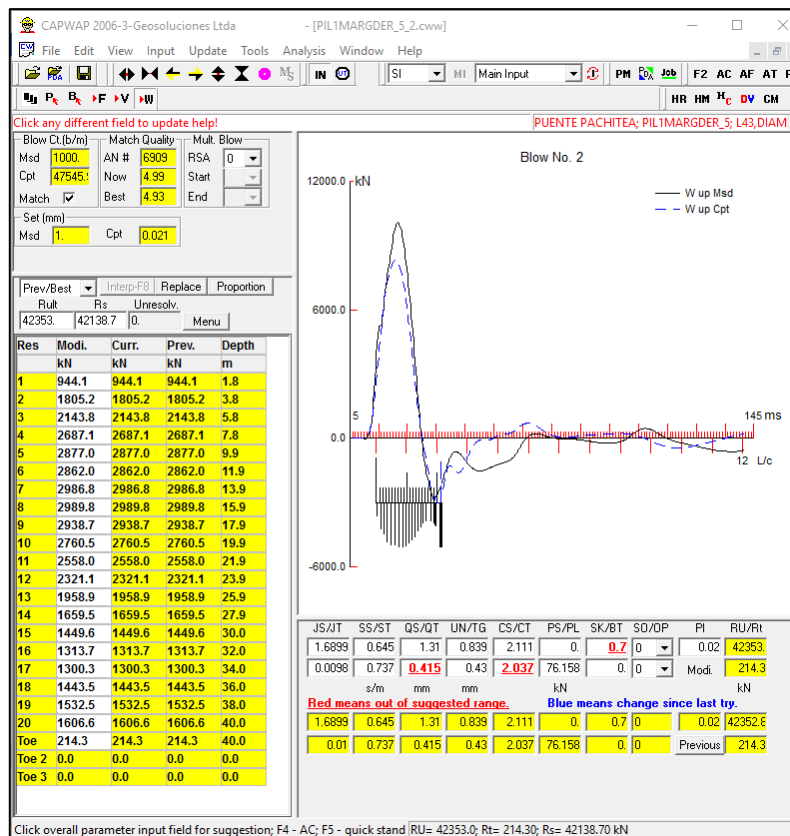 CAPWAP 2006-3-Geosoluciones Ltda - [PIL1MARGDER_5_2.cww]
File Edit View Input Update Tools Analysis Window Help
IN UT SI MI Main Input PM PDA Job F2 AC AF AT
P B F V W HR HM HC DV CM
Click any different field to update help! PUENTE PACHITEA; PIL1MARGDER_5; L43,DIAM
Blow Ct.(b/m) Match Quality Mult. Blow
Msd 1000. AN # 6909 RSA 0
Cpt 47545. Now 4.99 Start
Match Best 4.93 End
Set (mm)
Msd 1. Cpt 0.021
Prev/Best Interp-F8 Replace Proportion
Rult Rs Unresolv.
42353. 42138.7 0. Menu
Res Modi. Curr. Prev. Depth
kN kN kN m
1 944.1 944.1 944.1 1.8
2 1805.2 1805.2 1805.2 3.8
3 2143.8 2143.8 2143.8 5.8
4 2687.1 2687.1 2687.1 7.8
5 2877.0 2877.0 2877.0 9.9
6 2862.0 2862.0 2862.0 11.9
7 2986.8 2986.8 2986.8 13.9
8 2989.8 2989.8 2989.8 15.9
9 2938.7 2938.7 2938.7 17.9
10 2760.5 2760.5 2760.5 19.9
11 2558.0 2558.0 2558.0 21.9
12 2321.1 2321.1 2321.1 23.9
13 1958.9 1958.9 1958.9 25.9
14 1659.5 1659.5 1659.5 27.9
15 1449.6 1449.6 1449.6 30.0
16 1313.7 1313.7 1313.7 32.0
17 1300.3 1300.3 1300.3 34.0
18 1443.5 1443.5 1443.5 36.0
19 1532.5 1532.5 1532.5 38.0
20 1606.6 1606.6 1606.6 40.0
Toe 214.3 214.3 214.3 40.0
Toe 2 0.0 0.0 0.0 0.0
Toe 3 0.0 0.0 0.0 0.0
Blow No. 2
12000.0 kN
W up Msd
W up Cpt
6000.0
5 145 ms
0.0
12 L/c
-6000.0
JS/JT SS/ST QS/QT UN/TG CS/CT PS/PL SK/BT SO/OP PI RU/Rt
1.6899 0.645 1.31 0.839 2.111 0. 0.7 0 0.02 42353.
0.0098 0.737 0.415 0.43 2.037 76.158 0. 0 Modi. 214.3
s/m mm mm kN kN
Red means out of suggested range. Blue means change since last try.
1.6899 0.645 1.31 0.839 2.111 0. 0.7 0 0.02 42352.8
0.01 0.737 0.415 0.43 2.037 76.158 0. 0 Previous 214.3
Click overall parameter input field for suggestion; F4 - AC; F5 - quick stand RU= 42353.0; Rt= 214.30; Rs= 42138.70 kN